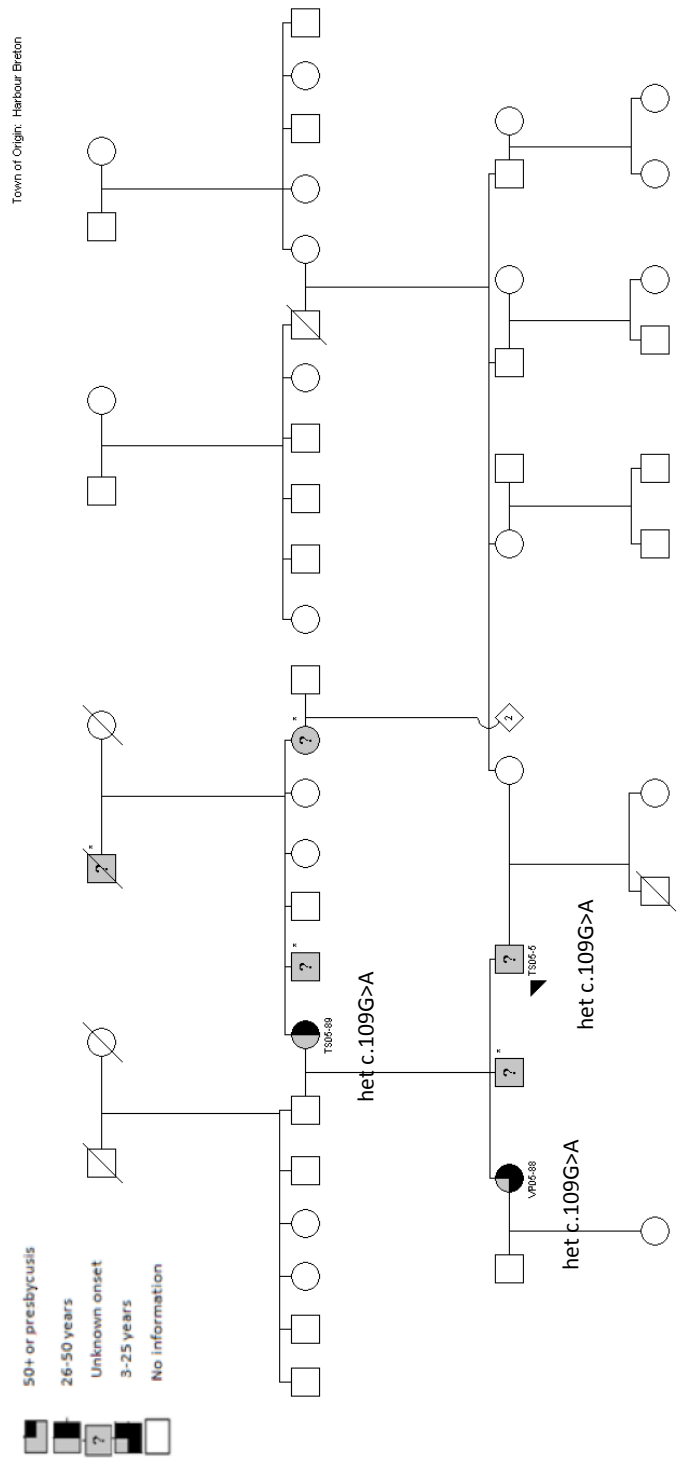 Town of Origin: Harbour Breton
50+ or presbycusis
26-50 years
Unknown onset
3-25 years
No information
?
?
*
?
*
?
*
TS05-89
het c.109G>A
2
VP05-88
het c.109G>A
?
*
?
TS05-5
het c.109G>A